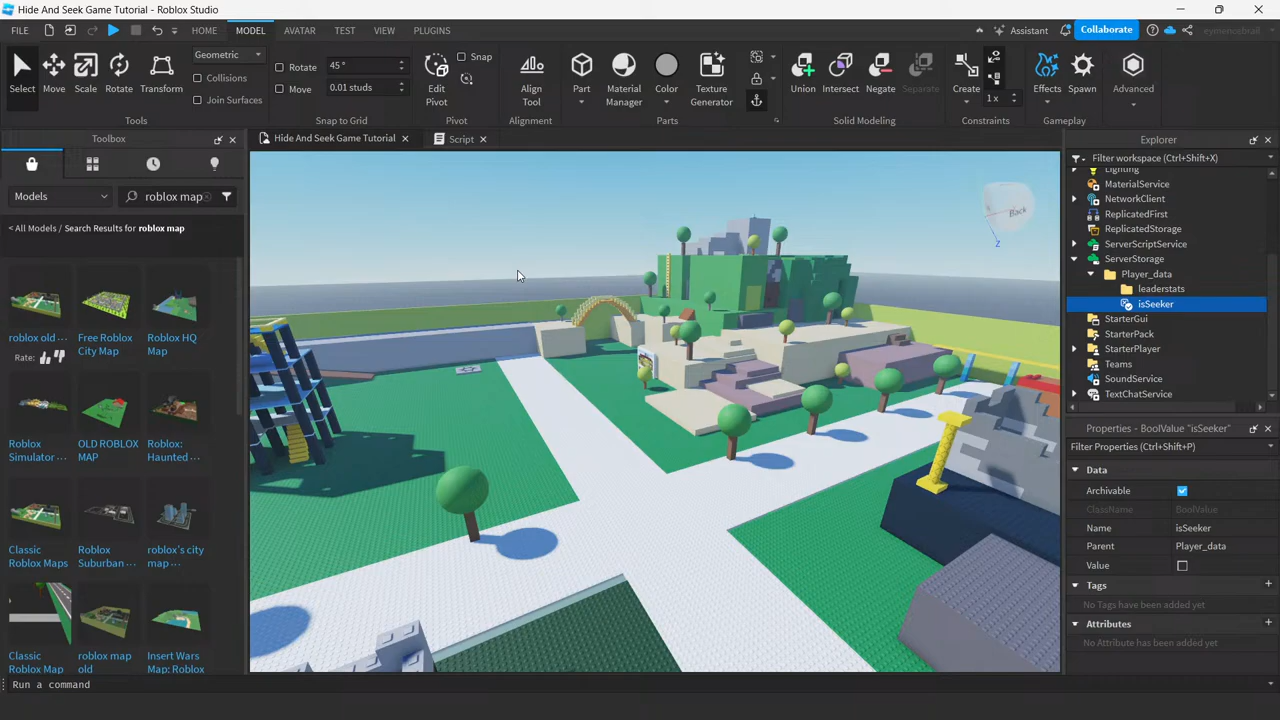 Hide And Seek Game Tutorial - Roblox Studio
FILE
HOME
MODEL
AVATAR
TEST
VIEW
PLUGINS
Assistant
Collaborate
Select
Move
Scale
Rotate
Transform
Geometric
Collisions
Join Surfaces
Tools
Rotate
45 °
Move
0.01 studs
Snap to Grid
Edit
Pivot
Snap
Pivot
Align
Tool
Alignment
Part
Material
Manager
Color
Texture
Generator
Parts
Union
Intersect
Negate
Separate
Solid Modeling
Create
1 x
Constraints
Effects
Spawn
Gameplay
Advanced
Toolbox
Models
roblox map
< All Models / Search Results for roblox map
roblox old ...
Rate:
Free Roblox
City Map
Roblox HQ
Map
Roblox
Simulator ...
OLD ROBLOX
MAP
Roblox:
Haunted ...
Classic
Roblox Maps
Roblox
Suburban ...
roblox's city
map ...
Classic
Roblox Map
roblox map
old
Insert Wars
Map: Roblox
Hide And Seek Game Tutorial
Script
Back
Z
Explorer
Filter workspace (Ctrl+Shift+X)
Lighting
MaterialService
NetworkClient
ReplicatedFirst
ReplicatedStorage
ServerScriptService
ServerStorage
Player_data
leaderstats
isSeeker
StarterGui
StarterPack
StarterPlayer
Teams
SoundService
TextChatService
Properties - BoolValue "isSeeker"
Filter Properties (Ctrl+Shift+P)
Data
Archivable
ClassName BoolValue
Name isSeeker
Parent Player_data
Value
Tags
No Tags have been added yet
Attributes
No Attribute has been added yet
Run a command